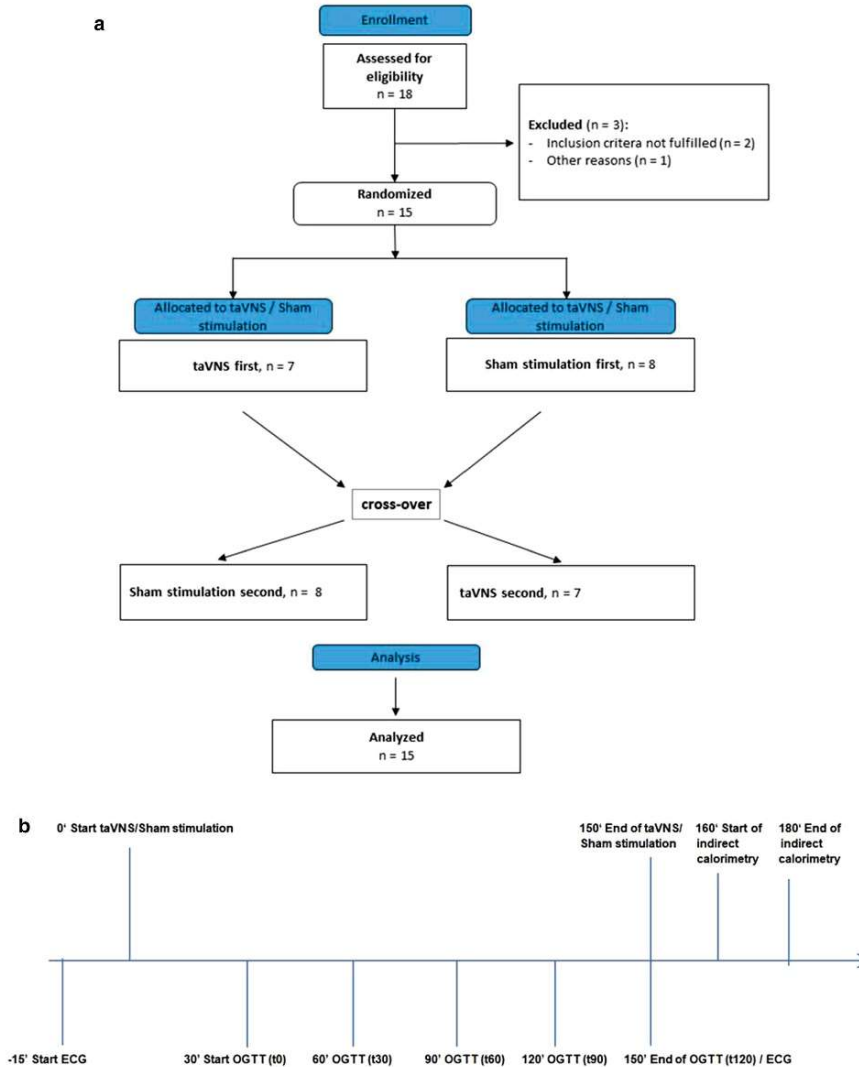 a
Enrollment
Assessed for
eligibility
n = 18
Excluded (n = 3):
- Inclusion critera not fulfilled (n = 2)
- Other reasons (n = 1)
Randomized
n = 15
Allocated to taVNS / Sham
stimulation
Allocated to taVNS / Sham
stimulation
taVNS first, n = 7
Sham stimulation first, n = 8
cross-over
Sham stimulation second, n = 8
taVNS second, n = 7
Analysis
Analyzed
n = 15
b
0‘ Start taVNS/Sham stimulation
150‘ End of taVNS/
Sham stimulation
160‘ Start of
indirect
calorimetry
180‘ End of
indirect
calorimetry
-15’ Start ECG
30’ Start OGTT (t0)
60’ OGTT (t30)
90’ OGTT (t60)
120’ OGTT (t90)
150’ End of OGTT (t120) / ECG